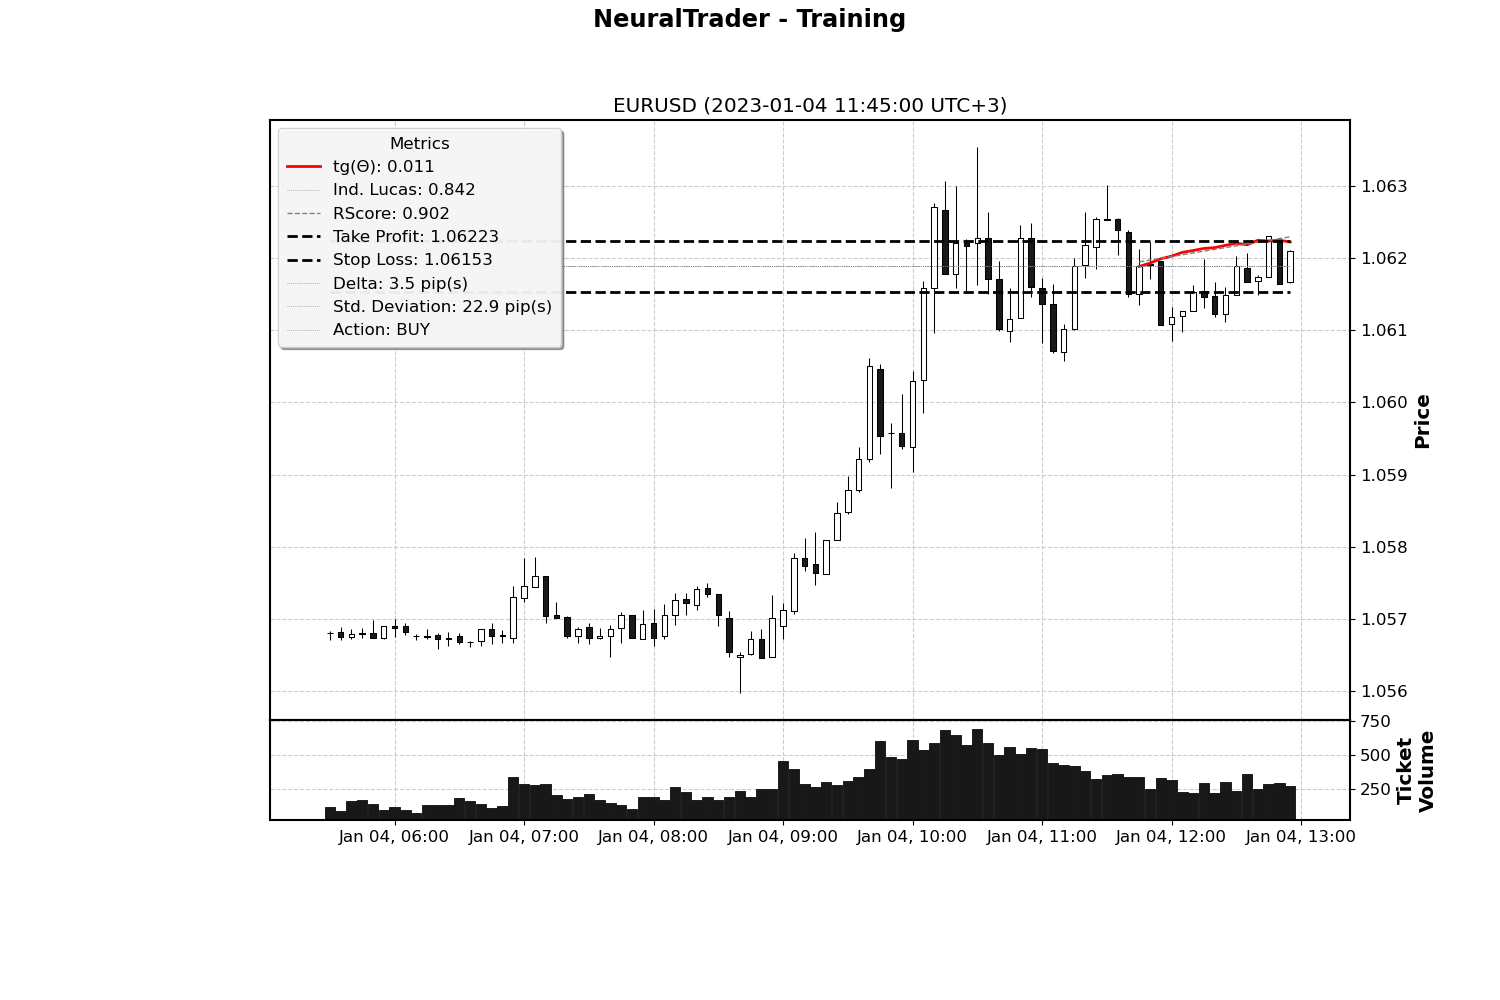 NeuralTrader - Training
EURUSD (2023-01-04 11:45:00 UTC+3)
Metrics
tg(Θ): 0.011
Ind. Lucas: 0.842
RScore: 0.902
Take Profit: 1.06223
Stop Loss: 1.06153
Delta: 3.5 pip(s)
Std. Deviation: 22.9 pip(s)
Action: BUY
1.063
1.062
1.061
1.060
1.059
1.058
1.057
1.056
Price
750
500
250
Ticket
Volume
Jan 04, 06:00
Jan 04, 07:00
Jan 04, 08:00
Jan 04, 09:00
Jan 04, 10:00
Jan 04, 11:00
Jan 04, 12:00
Jan 04, 13:00